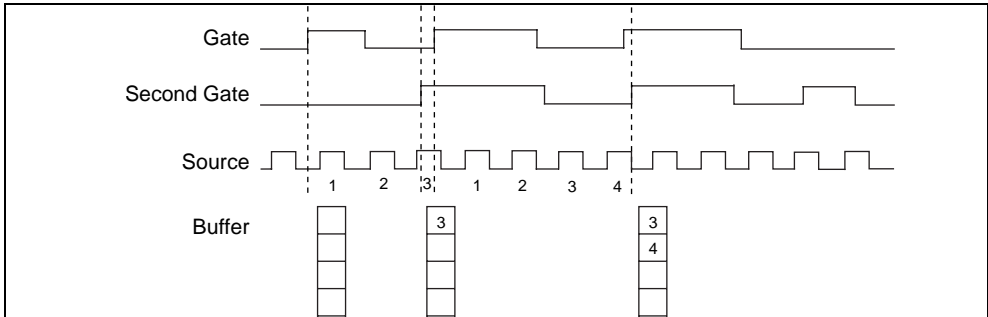 Gate
Second Gate
Source
1 2 3 1 2 3 4
Buffer
3 3
4